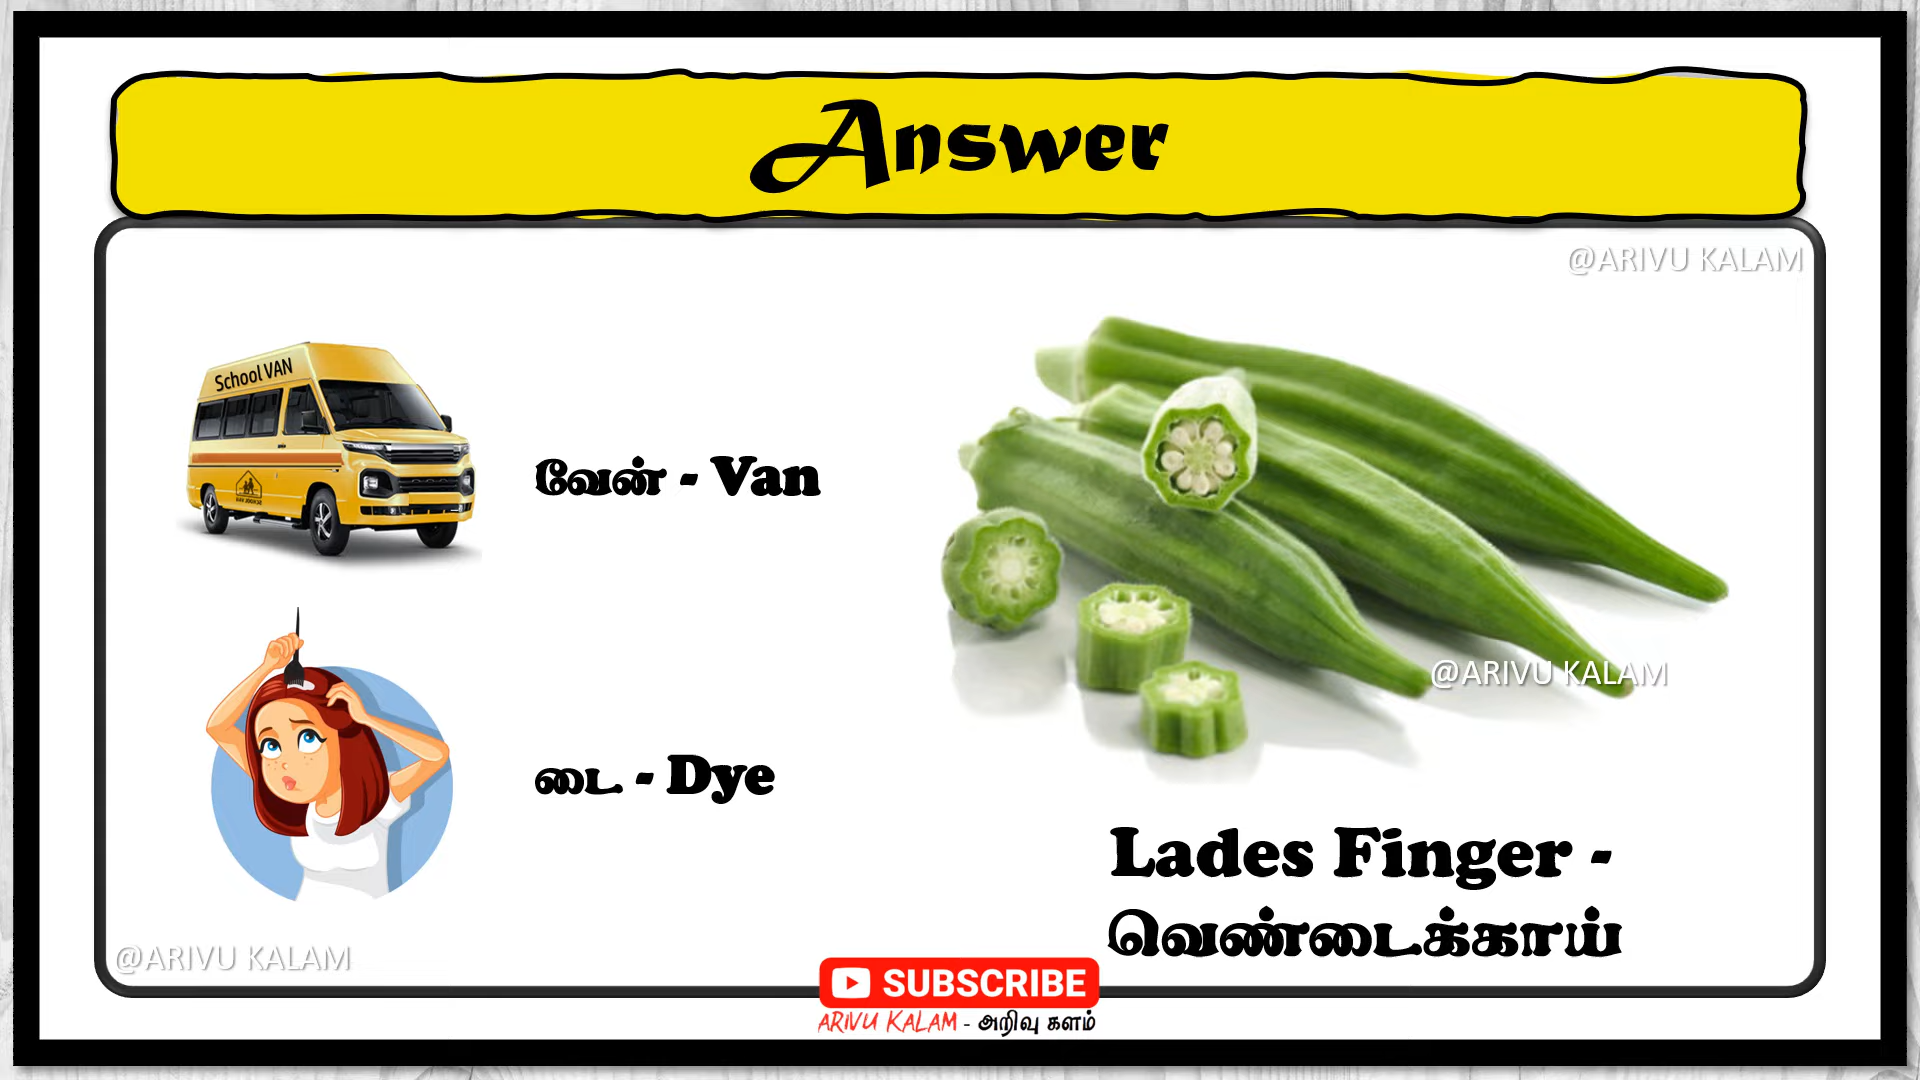 Answer
@ARIVU KALAM
School VAN
வேன் - Van
@ARIVU KALAM
டை - Dye
Lades Finger -
வெண்டைக்காய்
@ARIVU KALAM
SUBSCRIBE
ARIVU KALAM - அறிவு களம்